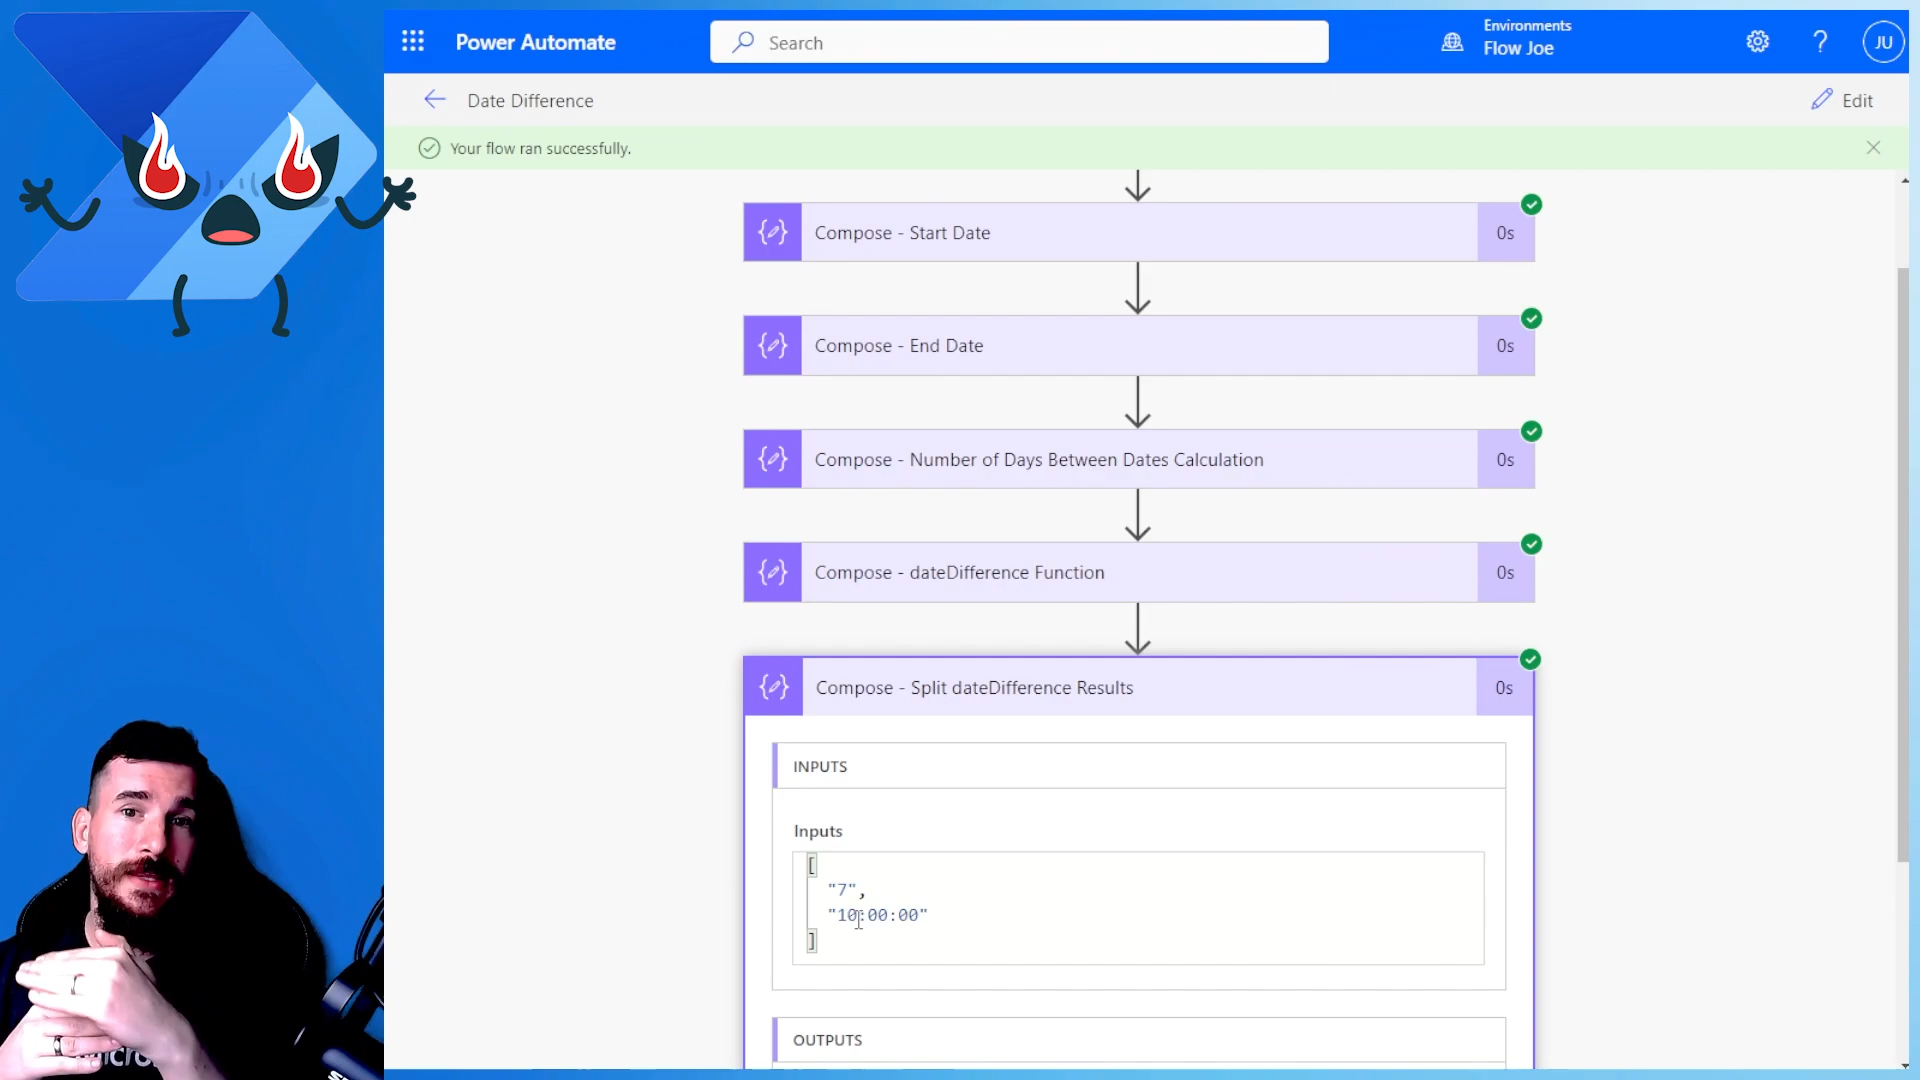 Power Automate
Search
Environments
Flow Joe
?
JU
Date Difference
Edit
Your flow ran successfully.
Compose - Start Date
0s
Compose - End Date
0s
Compose - Number of Days Between Dates Calculation
0s
Compose - dateDifference Function
0s
Compose - Split dateDifference Results
0s
INPUTS
Inputs
[
"7",
"10:00:00"
]
OUTPUTS